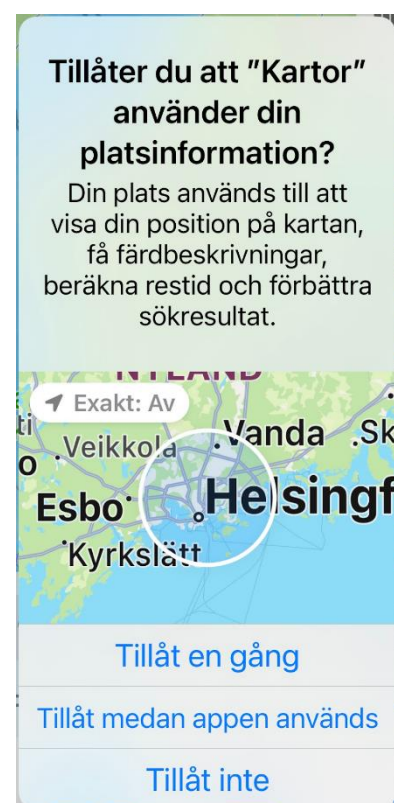 Tillåter du att ”Kartor”
använder din
platsinformation?
Din plats används till att
visa din position på kartan,
få färdbeskrivningar,
beräkna restid och förbättra
sökresultat.
NYLAND
Exakt: Av
Vanda
Sk
Veikkola
Esbo
Helsingf
Kyrkslätt
Tillåt en gång
Tillåt medan appen används
Tillåt inte